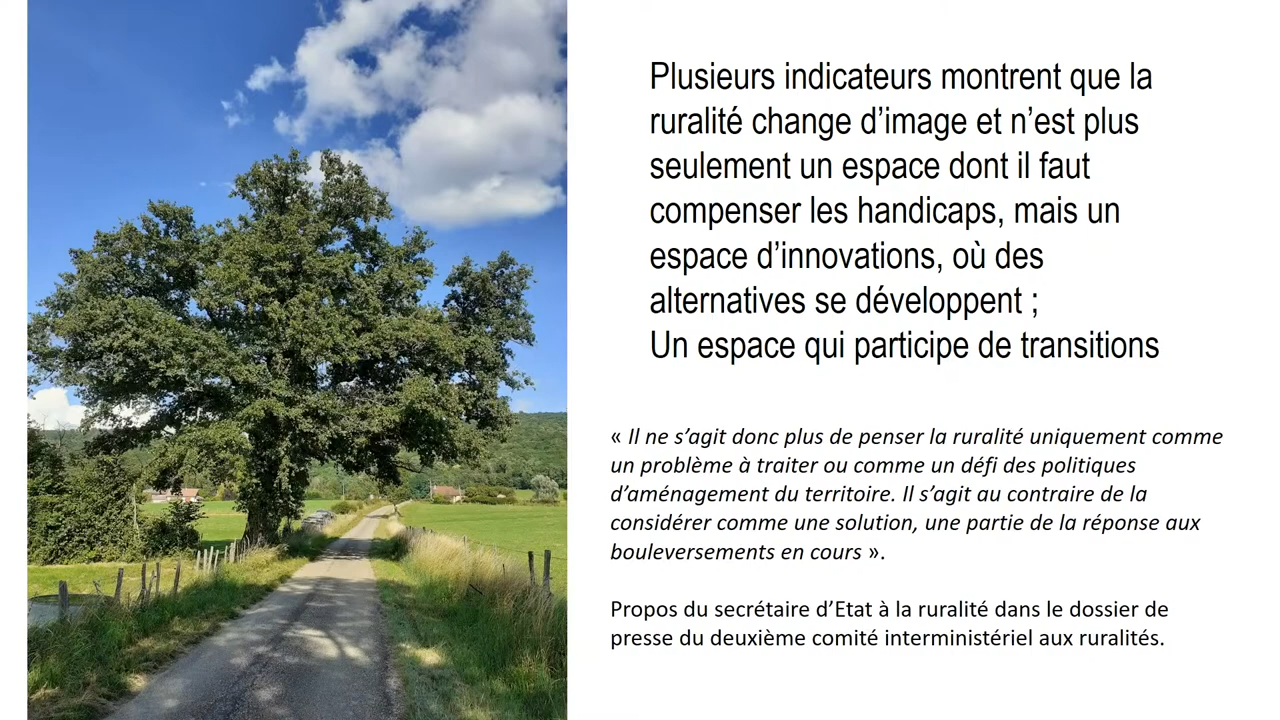 Plusieurs indicateurs montrent que la
ruralité change d’image et n’est plus
seulement un espace dont il faut
compenser les handicaps, mais un
espace d’innovations, où des
alternatives se développent ;
Un espace qui participe de transitions
« Il ne s’agit donc plus de penser la ruralité uniquement comme
un problème à traiter ou comme un défi des politiques
d’aménagement du territoire. Il s’agit au contraire de la
considérer comme une solution, une partie de la réponse aux
bouleversements en cours ».
Propos du secrétaire d’Etat à la ruralité dans le dossier de
presse du deuxième comité interministériel aux ruralités.